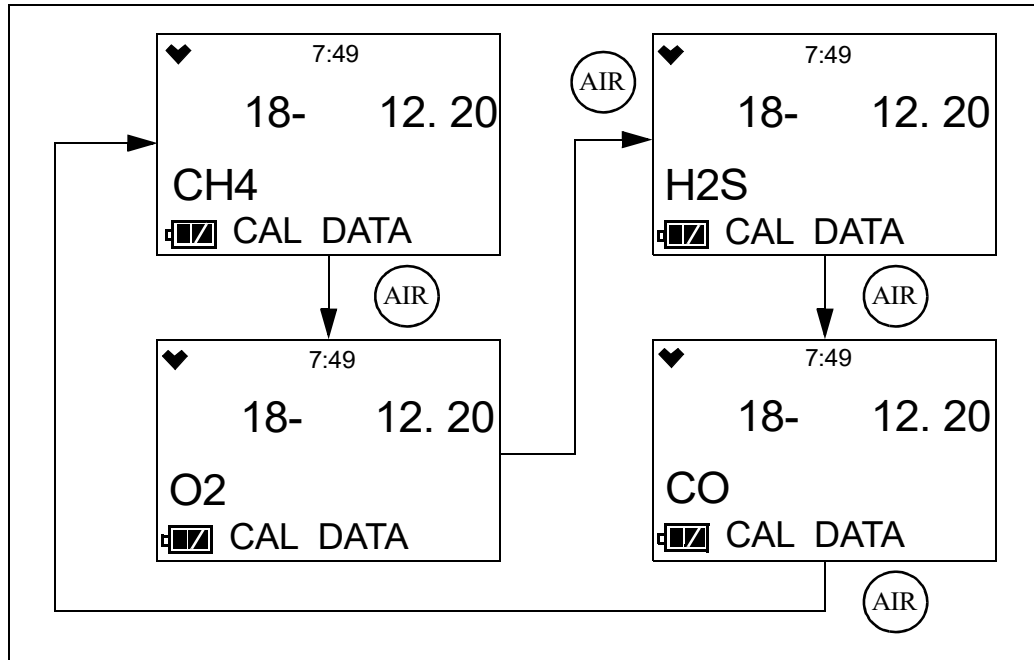 7:49
18- 12. 20
CH4
CAL DATA
AIR
7:49
18- 12. 20
O2
CAL DATA
AIR
7:49
18- 12. 20
H2S
CAL DATA
AIR
7:49
18- 12. 20
CO
CAL DATA
AIR